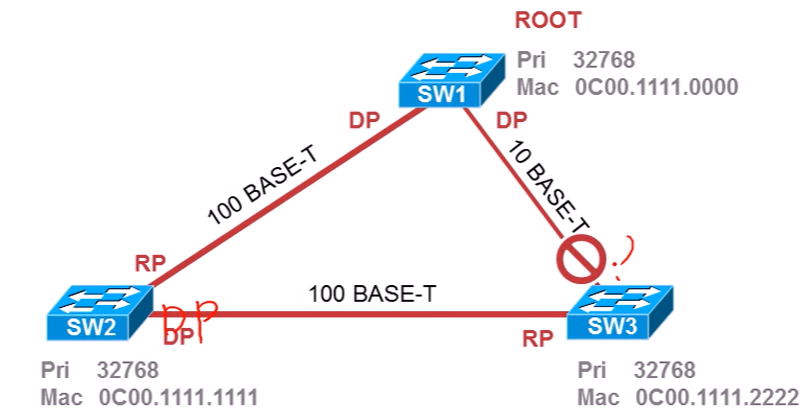 ROOT
Pri 32768
Mac 0C00.1111.0000
SW1
DP
DP
100 BASE-T
10 BASE-T
?
RP
100 BASE-T
SW2
DP
DP
RP
SW3
Pri 32768
Mac 0C00.1111.1111
Pri 32768
Mac 0C00.1111.2222